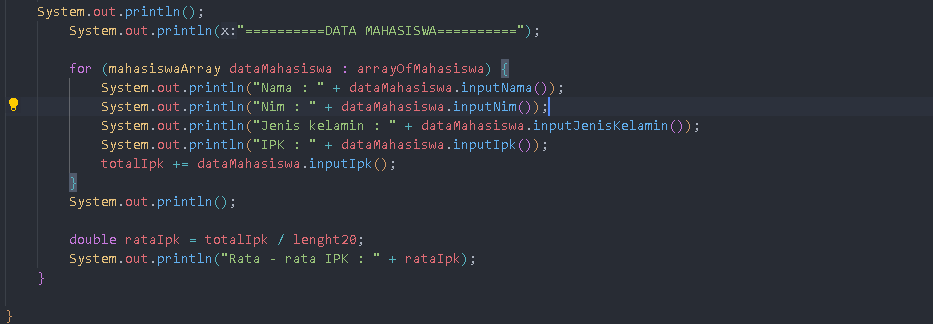 System.out.println();
System.out.println(x:"==========DATA MAHASISWA==========");
for (mahasiswaArray dataMahasiswa : arrayOfMahasiswa) {
System.out.println("Nama : " + dataMahasiswa.inputNama());
System.out.println("Nim : " + dataMahasiswa.inputNim());
System.out.println("Jenis kelamin : " + dataMahasiswa.inputJenisKelamin());
System.out.println("IPK : " + dataMahasiswa.inputIpk());
totalIpk += dataMahasiswa.inputIpk();
}
System.out.println();
double rataIpk = totalIpk / lenght20;
System.out.println("Rata - rata IPK : " + rataIpk);
}
}